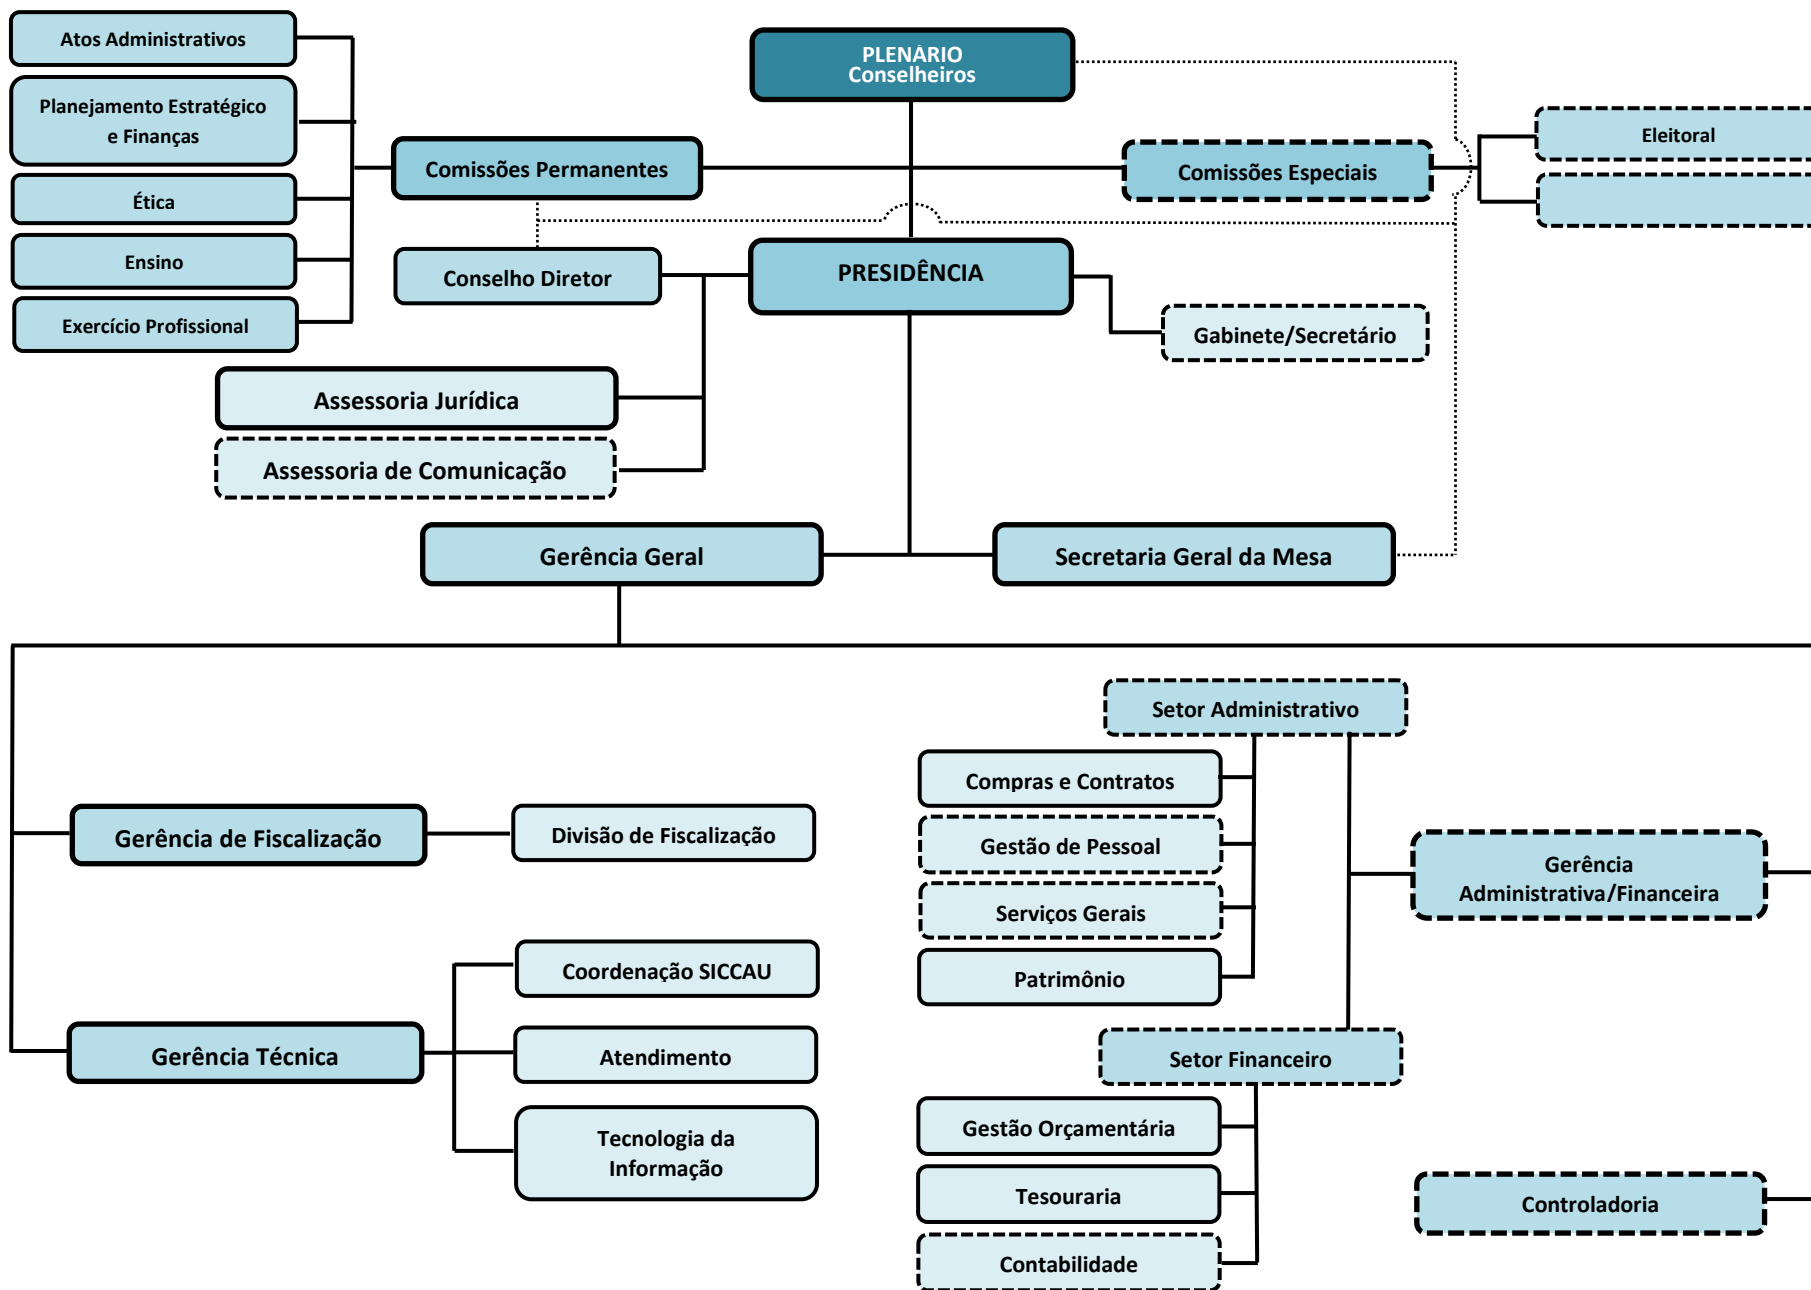 PLENÁRIO
Conselheiros
Atos Administrativos
Planejamento Estratégico
e Finanças
Ética
Ensino
Exercício Profissional
Comissões Permanentes
Comissões Especiais
Eleitoral
Conselho Diretor
PRESIDÊNCIA
Gabinete/Secretário
Assessoria Jurídica
Assessoria de Comunicação
Gerência Geral
Secretaria Geral da Mesa
Gerência de Fiscalização
Divisão de Fiscalização
Gerência Técnica
Coordenação SICCAU
Atendimento
Tecnologia da
Informação
Setor Administrativo
Compras e Contratos
Gestão de Pessoal
Serviços Gerais
Patrimônio
Gerência
Administrativa/Financeira
Setor Financeiro
Gestão Orçamentária
Tesouraria
Contabilidade
Controladoria